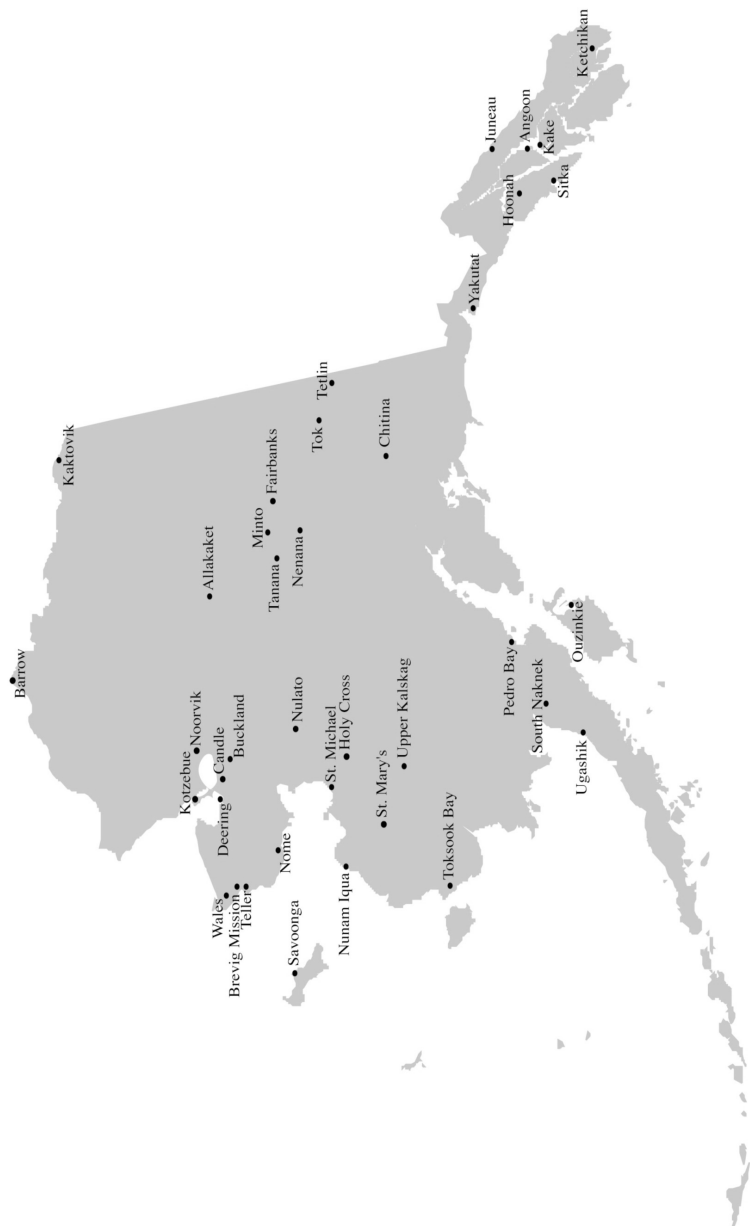 Barrow
Kaktovik
Kotzebue
Noorvik
Candle
Buckland
Deering
Allakaket
Wales
Brevig Mission
Teller
Nome
Minto
Fairbanks
Tanana
Nenana
Savoonga
Nulato
Tok
Tetlin
St. Michael
Holy Cross
Nunam Iqua
St. Mary's
Upper Kalskag
Chitina
Toksook Bay
Yakutat
Juneau
Hoonah
Angoon
Kake
Sitka
Ketchikan
Pedro Bay
South Naknek
Ugashik
Ouzinkie